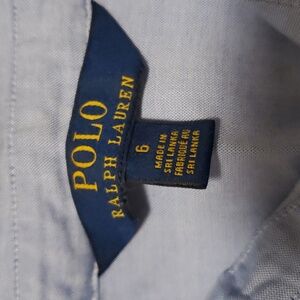 POLO
RALPH LAUREN
6
MADE IN
SRI LANKA
FABRIQUÉ AU
SRI LANKA